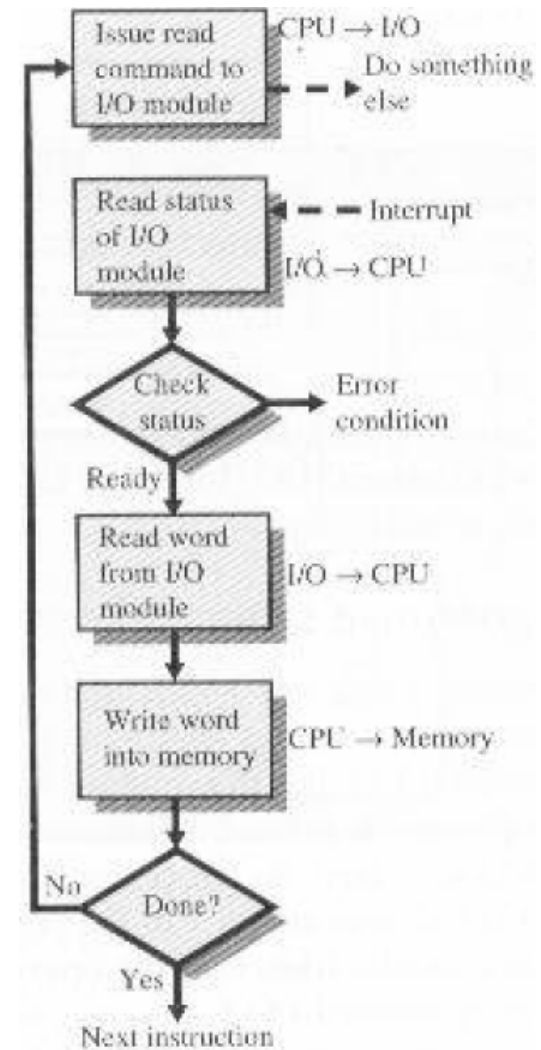 Issue read
command to
I/O module
CPU → I/O
Do something
else
Read status
of I/O
module
Interrupt
I/O → CPU
Check
status
Error
condition
Ready
Read word
from I/O
module
I/O → CPU
Write word
into memory
CPU → Memory
No
Done?
Yes
Next instruction